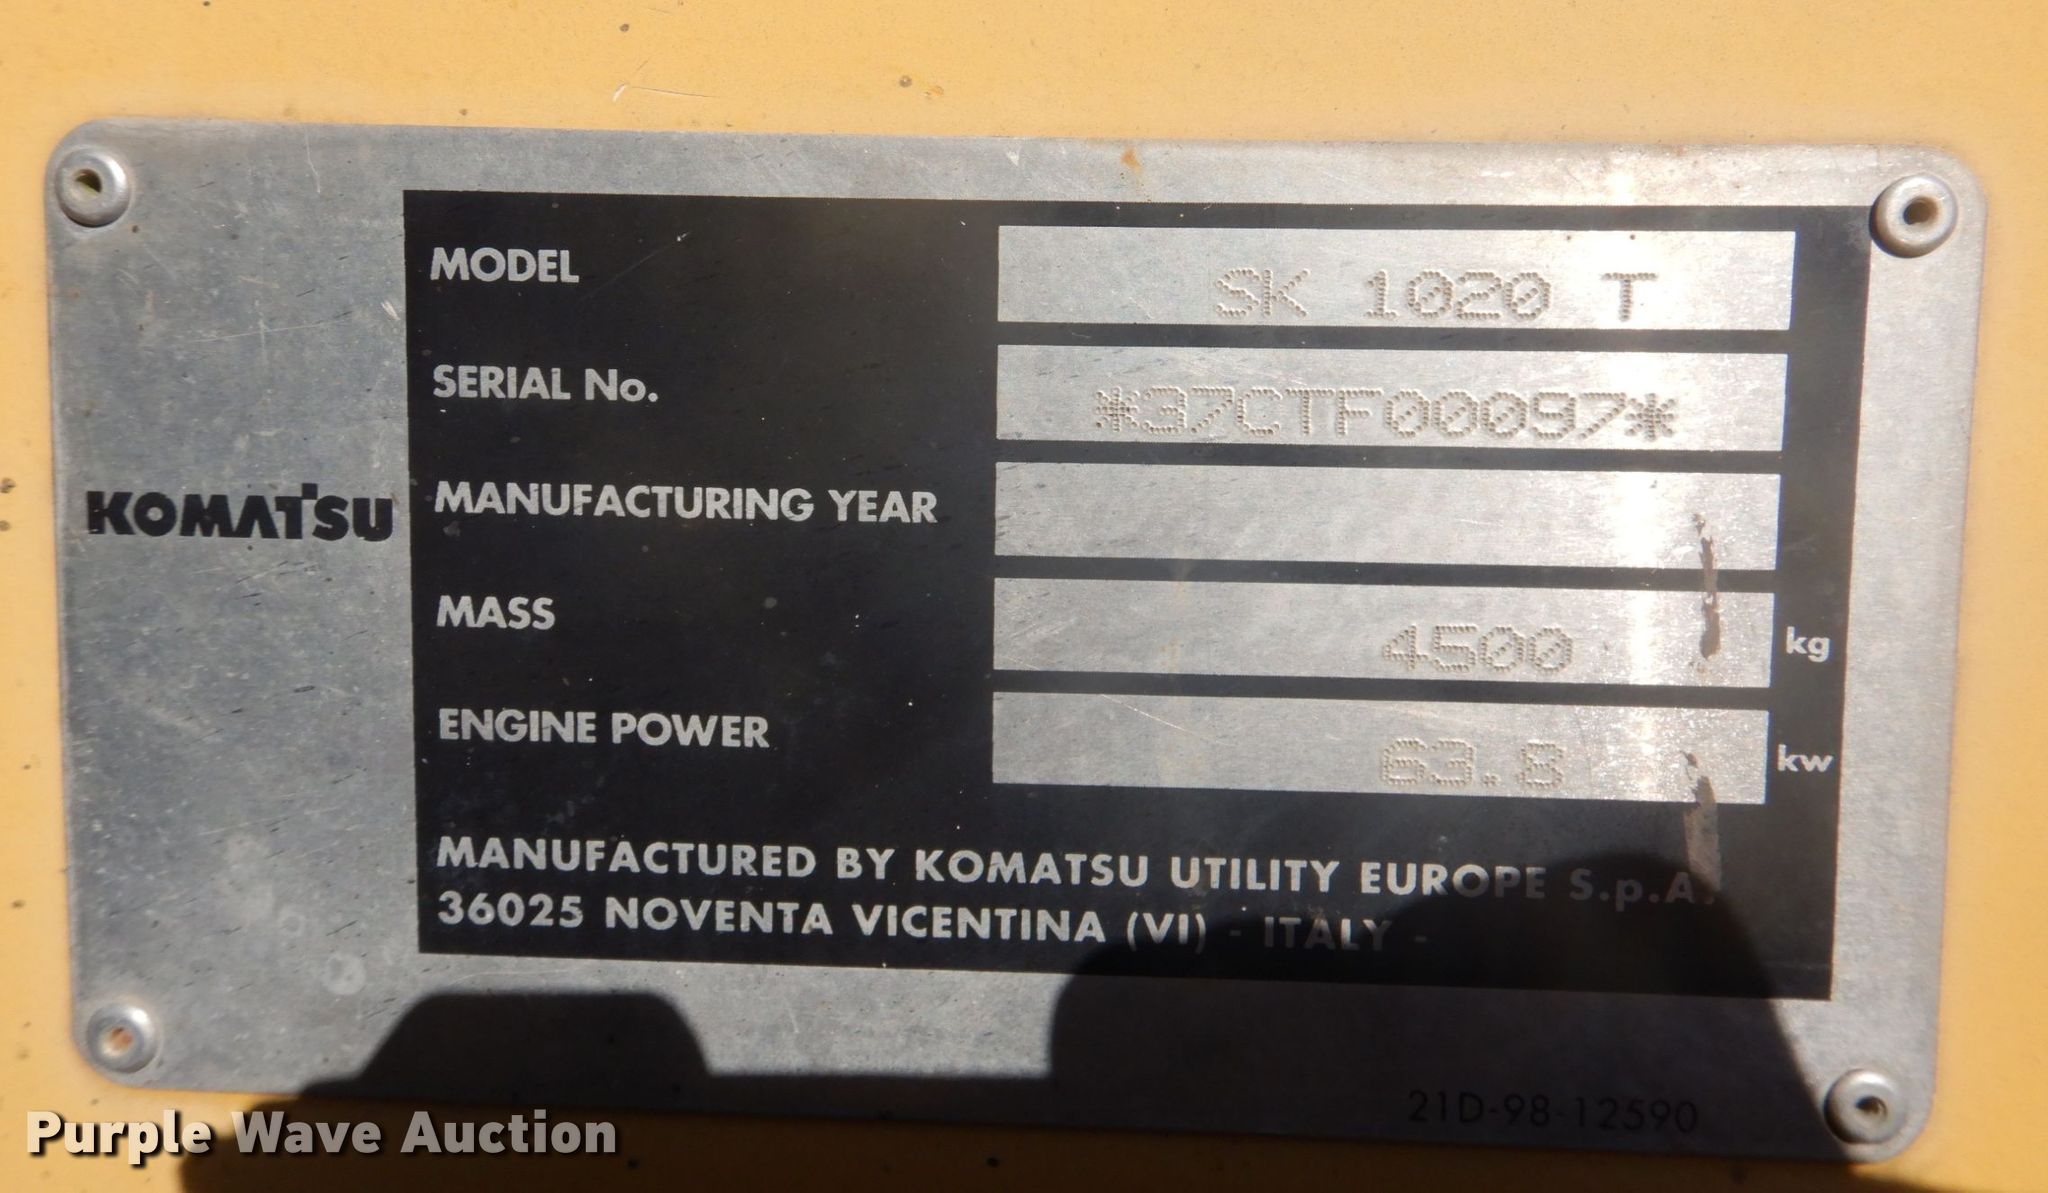 MODEL SK 1020 T
SERIAL No. *37CTF00097*
KOMATSU
MANUFACTURING YEAR
MASS 4500 kg
ENGINE POWER 63.8 kw
MANUFACTURED BY KOMATSU UTILITY EUROPE S.p.A.
36025 NOVENTA VICENTINA (VI) - ITALY -
21D-98-12590
Purple Wave Auction